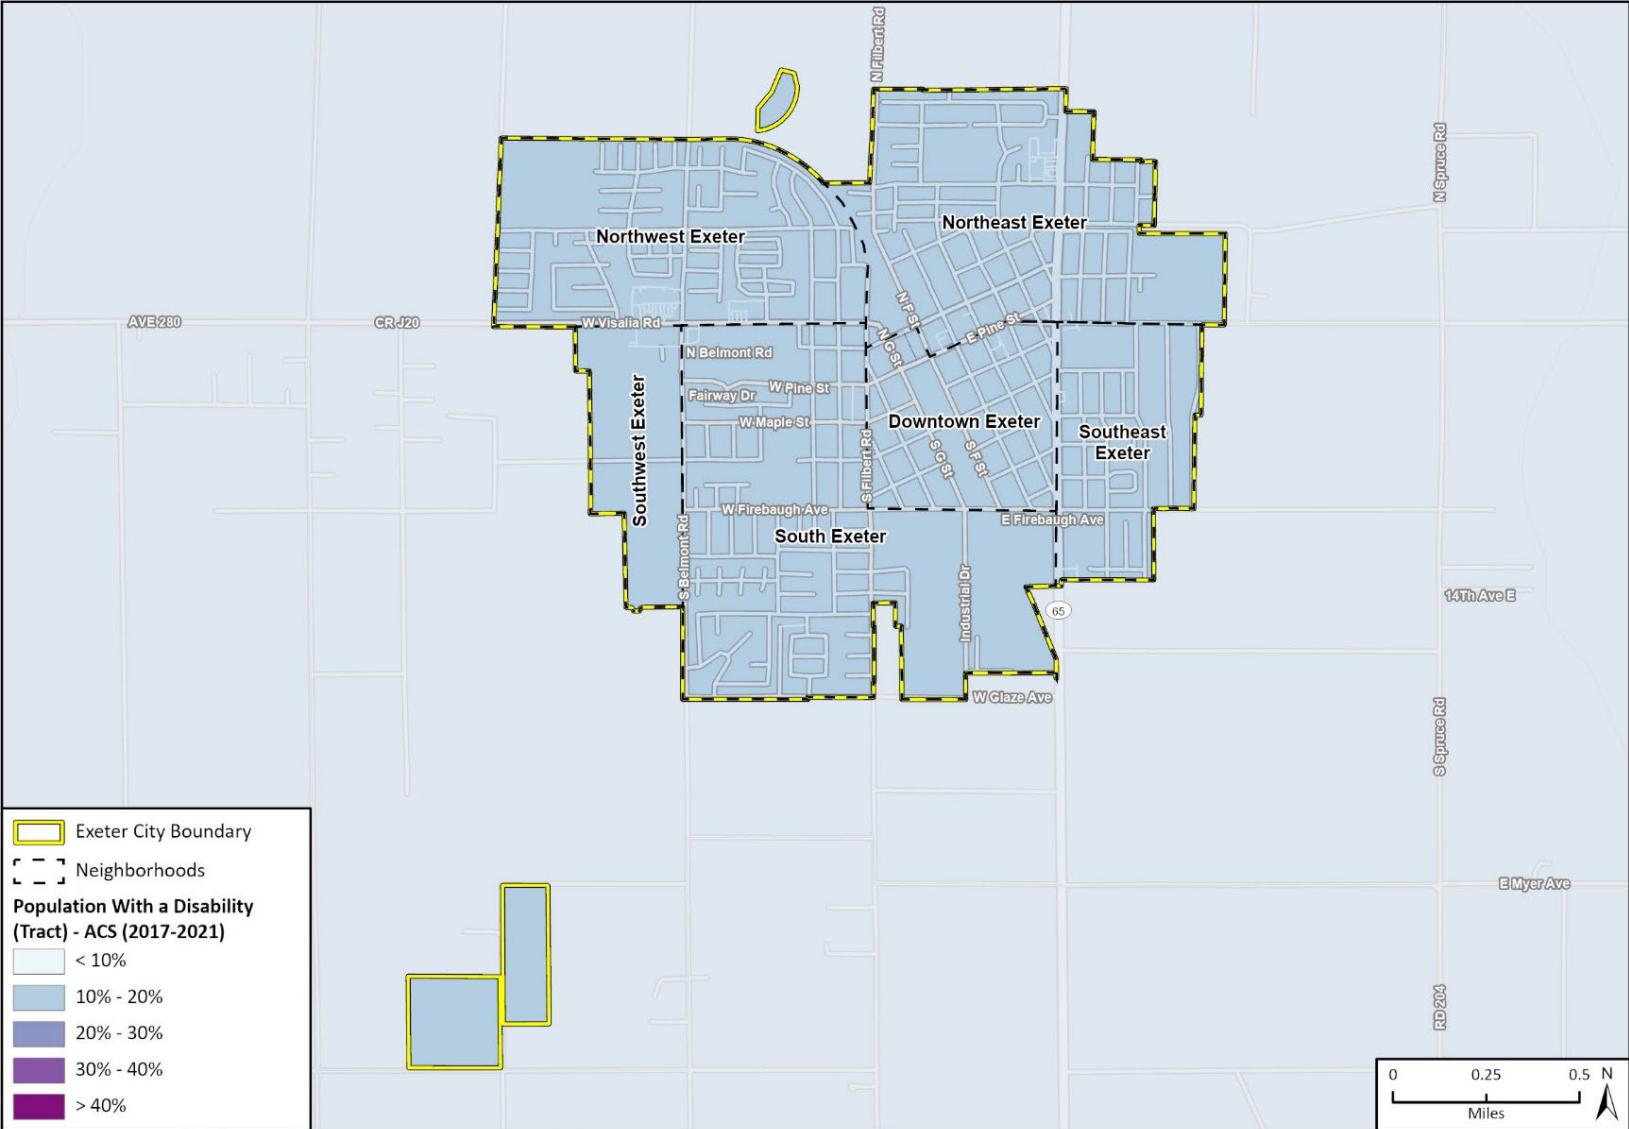 N Filbert Rd
N Spruce Rd
Northeast Exeter
Northwest Exeter
N F St
AVE 280
CR J20
W Visalia Rd
E Pine St
N G St
N Belmont Rd
W Pine St
Fairway Dr
W Maple St
Southwest Exeter
Downtown Exeter
Southeast
Exeter
S Filbert Rd
S G St
S F St
W Firebaugh Ave
E Firebaugh Ave
South Exeter
S Belmont Rd
Industrial Dr
65
14Th Ave E
W Glaze Ave
S Spruce Rd
E Myer Ave
RD 204
Exeter City Boundary
Neighborhoods
Population With a Disability
(Tract) - ACS (2017-2021)
< 10%
10% - 20%
20% - 30%
30% - 40%
> 40%
0 0.25 0.5 N
Miles